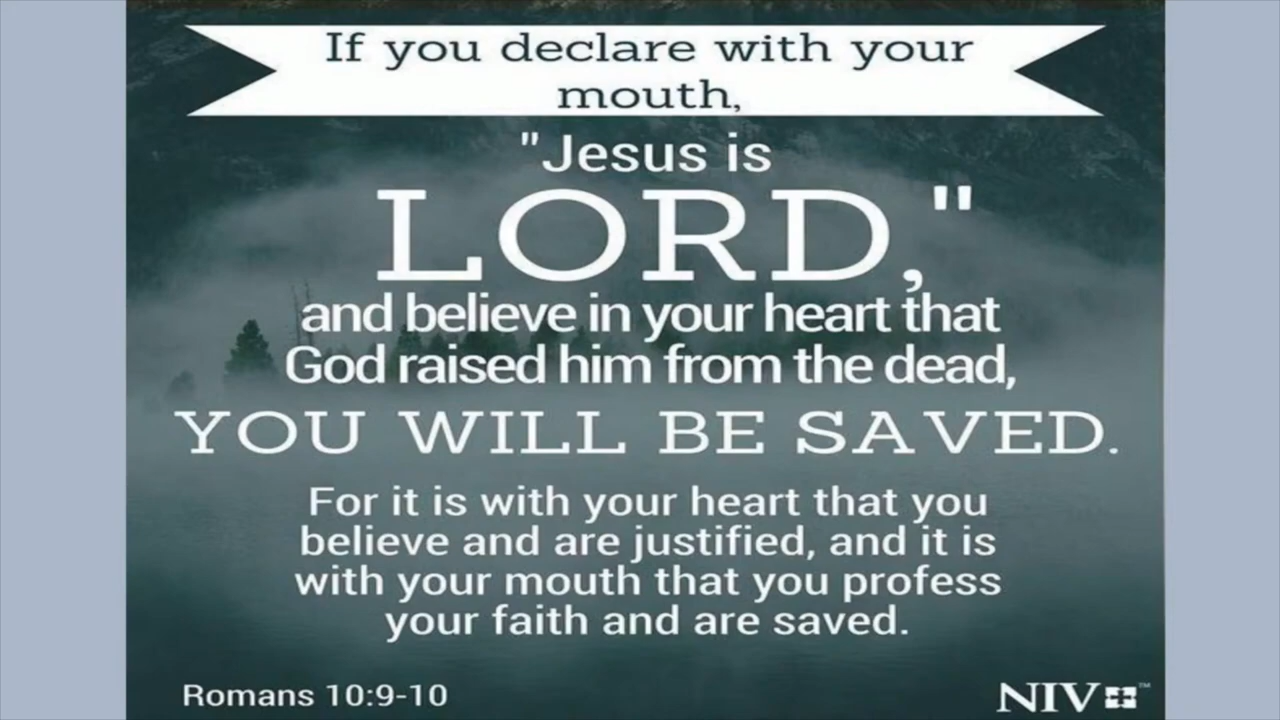 If you declare with your
mouth,
"Jesus is
LORD,"
and believe in your heart that
God raised him from the dead,
YOU WILL BE SAVED.
For it is with your heart that you
believe and are justified, and it is
with your mouth that you profess
your faith and are saved.
Romans 10:9-10
NIV™